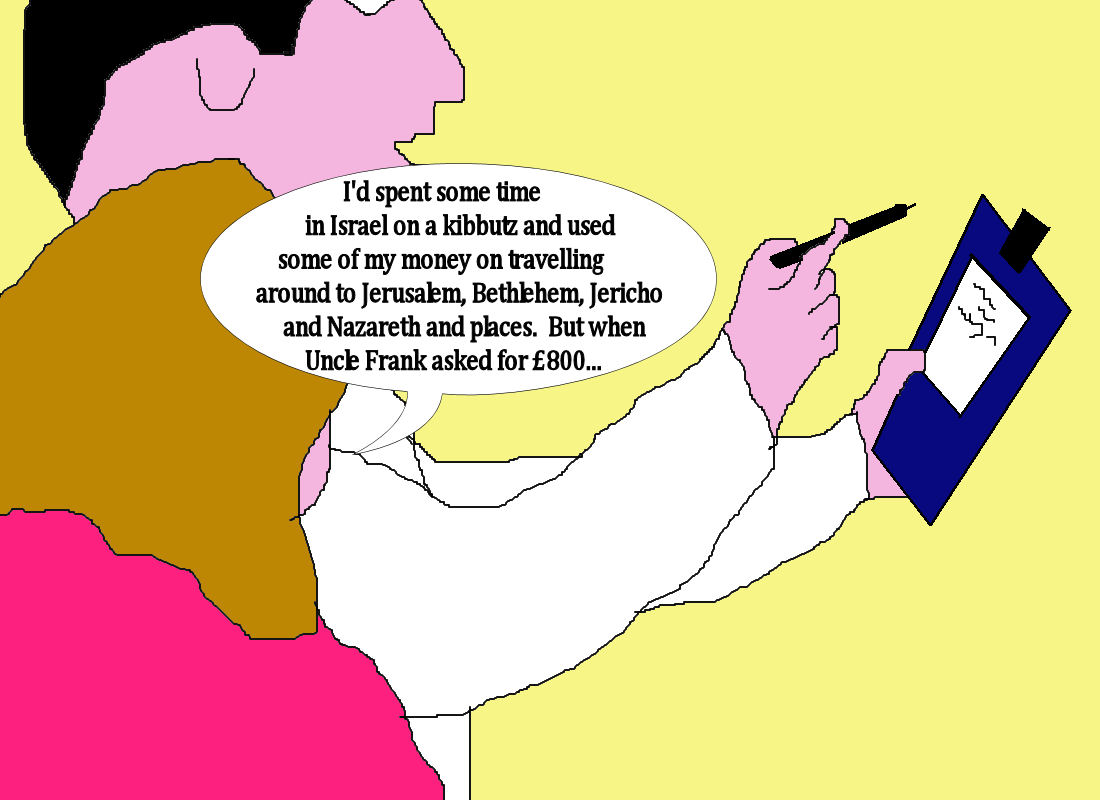 I'd spent some time
in Israel on a kibbutz and used
some of my money on travelling
around to Jerusalem, Bethlehem, Jericho
and Nazareth and places.  But when
Uncle Frank asked for £800...